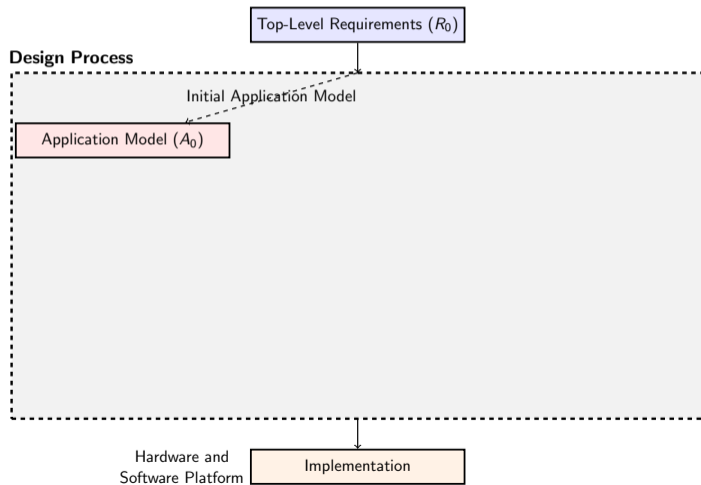 Top-Level Requirements (R₀)
Design Process
Initial Application Model
Application Model (A₀)
Hardware and
Software Platform
Implementation